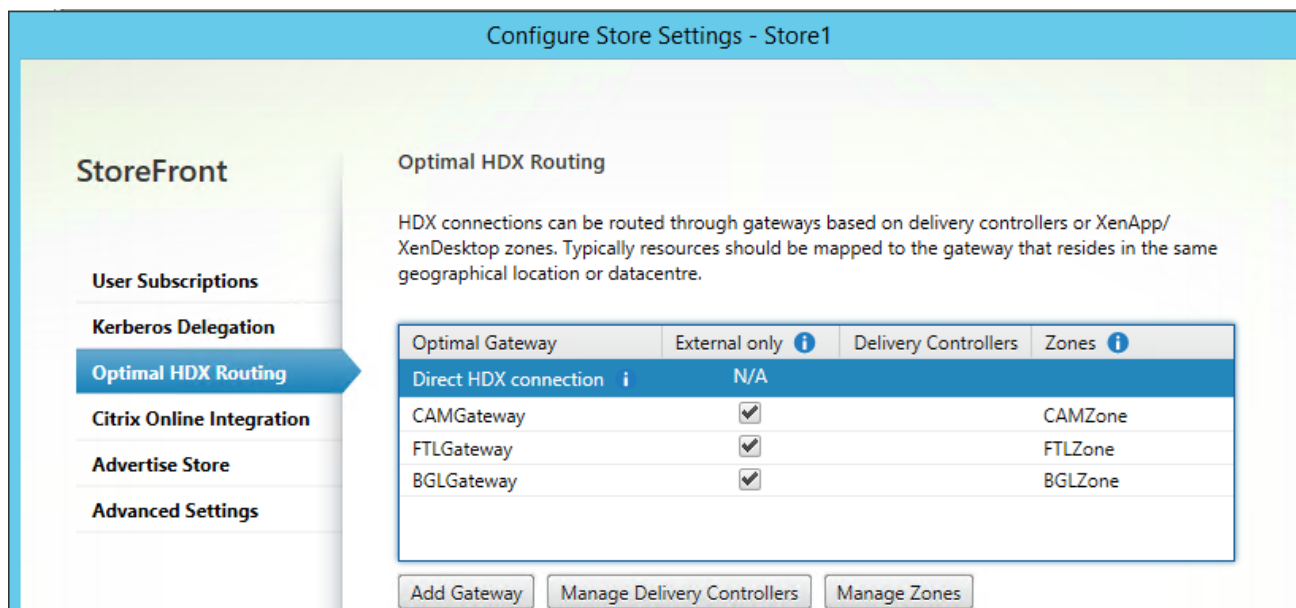 Configure Store Settings - Store1
StoreFront
User Subscriptions
Kerberos Delegation
Optimal HDX Routing
Citrix Online Integration
Advertise Store
Advanced Settings
Optimal HDX Routing
HDX connections can be routed through gateways based on delivery controllers or XenApp/
XenDesktop zones. Typically resources should be mapped to the gateway that resides in the same
geographical location or datacentre.
Optimal Gateway External only i Delivery Controllers Zones i
Direct HDX connection i N/A
CAMGateway CAMZone
FTLGateway FTLZone
BGLGateway BGLZone
Add Gateway Manage Delivery Controllers Manage Zones